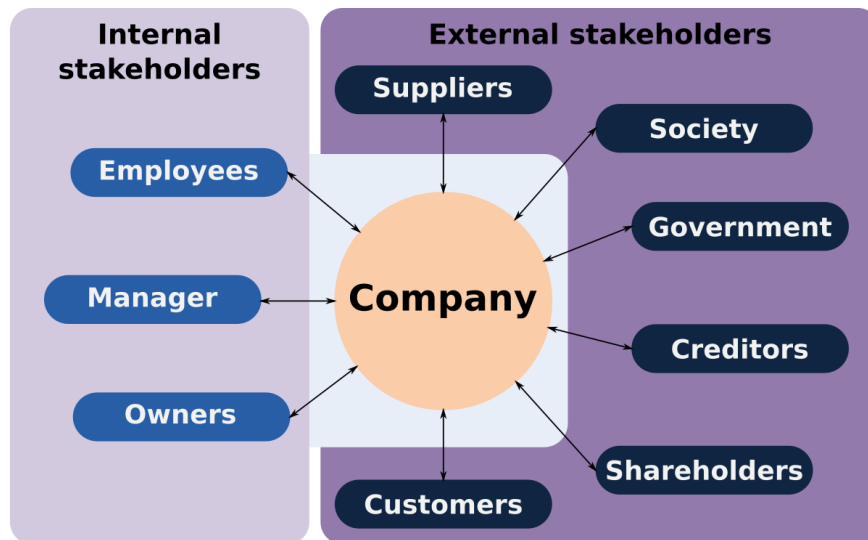 Internal
stakeholders
External stakeholders
Suppliers
Society
Employees
Government
Manager
Company
Creditors
Owners
Shareholders
Customers